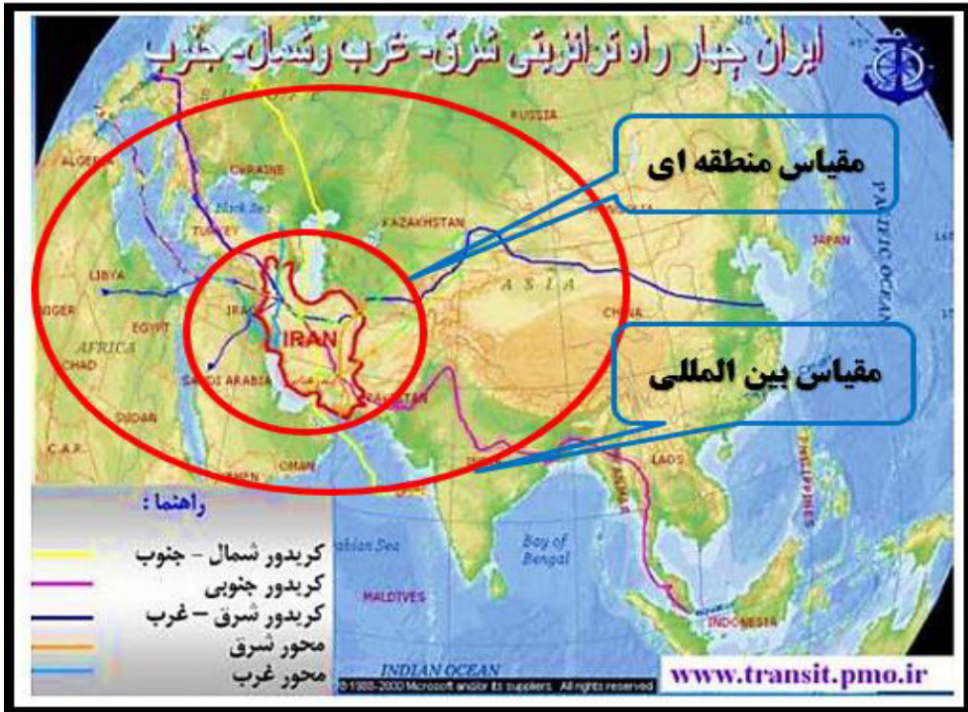 ایران چهار راه ترانزیتی شرق- غرب وشمال- جنوب
EUROPE
RUSSIA
مقیاس منطقه ای
ALGERIA
UKRAINE
Black Sea
KAZAKHSTAN
MONGOLIA
TURKEY
JAPAN
PACIFIC OCEAN
LIBYA
ASIA
NIGER
EGYPT
IRAQ
IRAN
CHINA
AFRICA
CHAD
SAUDI ARABIA
مقیاس بین المللی
PAKISTAN
SUDAN
C.A.R.
OMAN
YEMEN
MYANMAR
LAOS
PHILIPPINES
راهنما :
کریدور شمال - جنوب
کریدور جنوبی
کریدور شرق - غرب
محور شرق
محور غرب
Arabian Sea
Bay of
Bengal
MALDIVES
INDONESIA
INDIAN OCEAN
©1988-2000 Microsoft and/or its suppliers. All rights reserved
www.transit.pmo.ir